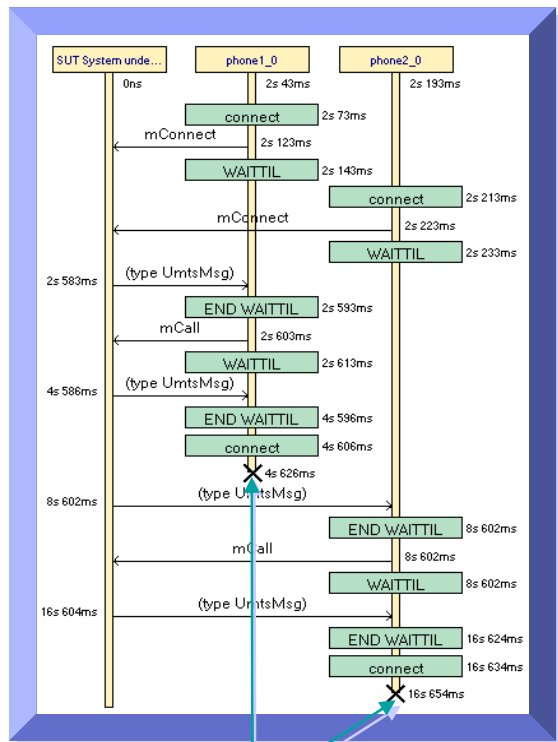 SUT System unde... phone1_0 phone2_0
0ns 2s 43ms 2s 193ms
connect 2s 73ms
mConnect 2s 123ms
WAITTIL 2s 143ms
connect 2s 213ms
mConnect 2s 223ms
WAITTIL 2s 233ms
2s 583ms (type UmtsMsg)
END WAITTIL 2s 593ms
mCall 2s 603ms
WAITTIL 2s 613ms
4s 586ms (type UmtsMsg)
END WAITTIL 4s 596ms
connect 4s 606ms
4s 626ms
8s 602ms (type UmtsMsg)
END WAITTIL 8s 602ms
mCall 8s 602ms
WAITTIL 8s 602ms
16s 604ms (type UmtsMsg)
END WAITTIL 16s 624ms
connect 16s 634ms
16s 654ms